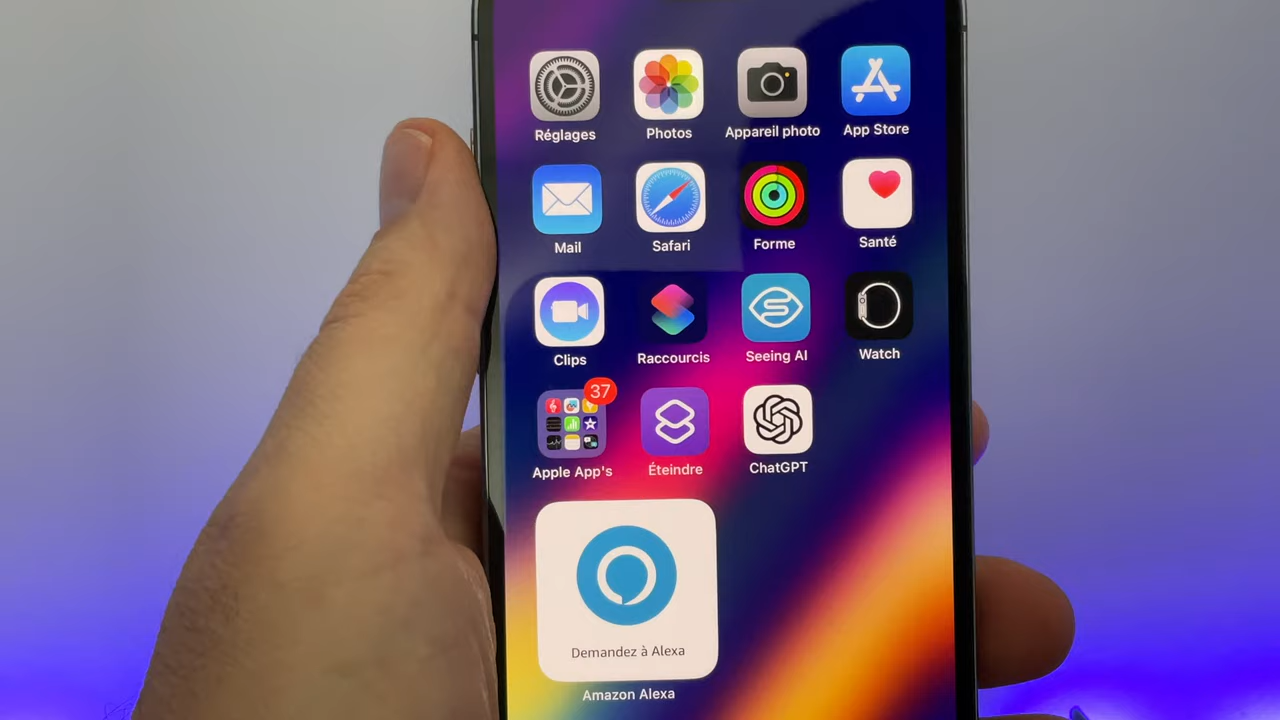 Réglages
Photos
Appareil photo
App Store
Mail
Safari
Forme
Santé
Clips
Raccourcis
Seeing AI
Watch
37
Apple App's
Éteindre
ChatGPT
Demandez à Alexa
Amazon Alexa